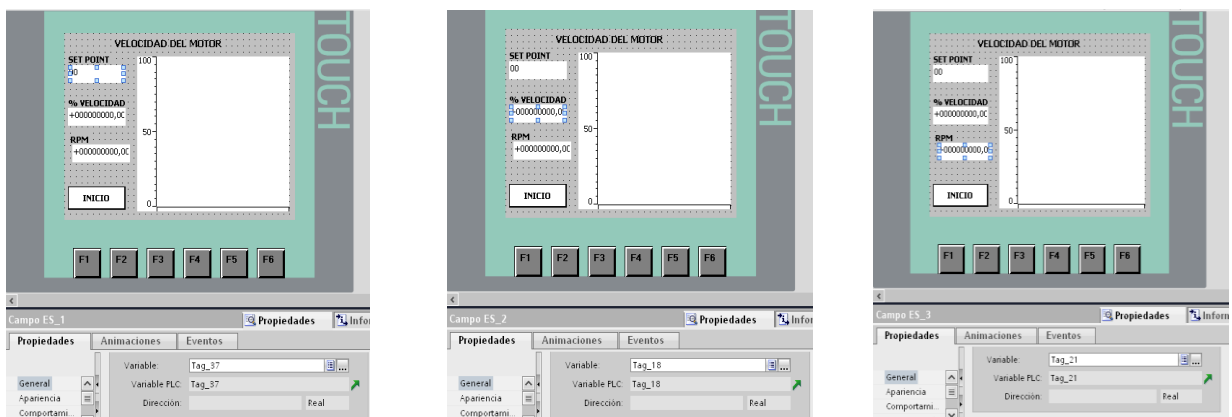 TOUCH
VELOCIDAD DEL MOTOR
SET POINT
00
100
% VELOCIDAD
+000000000,0C
50
RPM
+000000000,0C
INICIO
0
F1 F2 F3 F4 F5 F6
Campo ES_1
Propiedades Infor
Propiedades Animaciones Eventos
General
Apariencia
Comportami...
Variable: Tag_37
Variable PLC: Tag_37
Dirección: Real
TOUCH
VELOCIDAD DEL MOTOR
SET POINT
00
100
% VELOCIDAD
+000000000,0
50
RPM
+000000000,0C
INICIO
0
F1 F2 F3 F4 F5 F6
Campo ES_2
Propiedades Infor
Propiedades Animaciones Eventos
General
Apariencia
Comportami...
Variable: Tag_18
Variable PLC: Tag_18
Dirección: Real
TOUCH
VELOCIDAD DEL MOTOR
SET POINT
00
100
% VELOCIDAD
+000000000,0C
50
RPM
+000000000,0
INICIO
0
F1 F2 F3 F4 F5 F6
Campo ES_3
Propiedades Inform
Propiedades Animaciones Eventos
General
Apariencia
Comportami...
Variable: Tag_21
Variable PLC: Tag_21
Dirección: Real